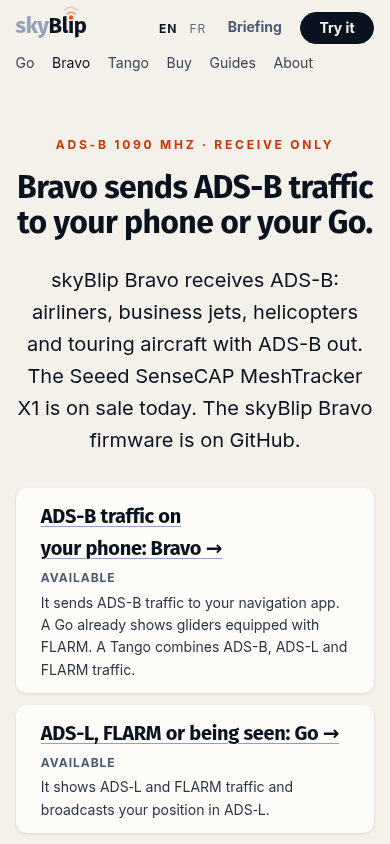 skyBlip
EN FR Briefing Try it
Go Bravo Tango Buy Guides About
ADS-B 1090 MHZ · RECEIVE ONLY
Bravo sends ADS-B traffic
to your phone or your Go.
skyBlip Bravo receives ADS-B:
airliners, business jets, helicopters
and touring aircraft with ADS-B out.
The Seeed SenseCAP MeshTracker
X1 is on sale today. The skyBlip Bravo
firmware is on GitHub.
ADS-B traffic on
your phone: Bravo →
AVAILABLE
It sends ADS-B traffic to your navigation app.
A Go already shows gliders equipped with
FLARM. A Tango combines ADS-B, ADS-L and
FLARM traffic.
ADS-L, FLARM or being seen: Go →
AVAILABLE
It shows ADS-L and FLARM traffic and
broadcasts your position in ADS-L.